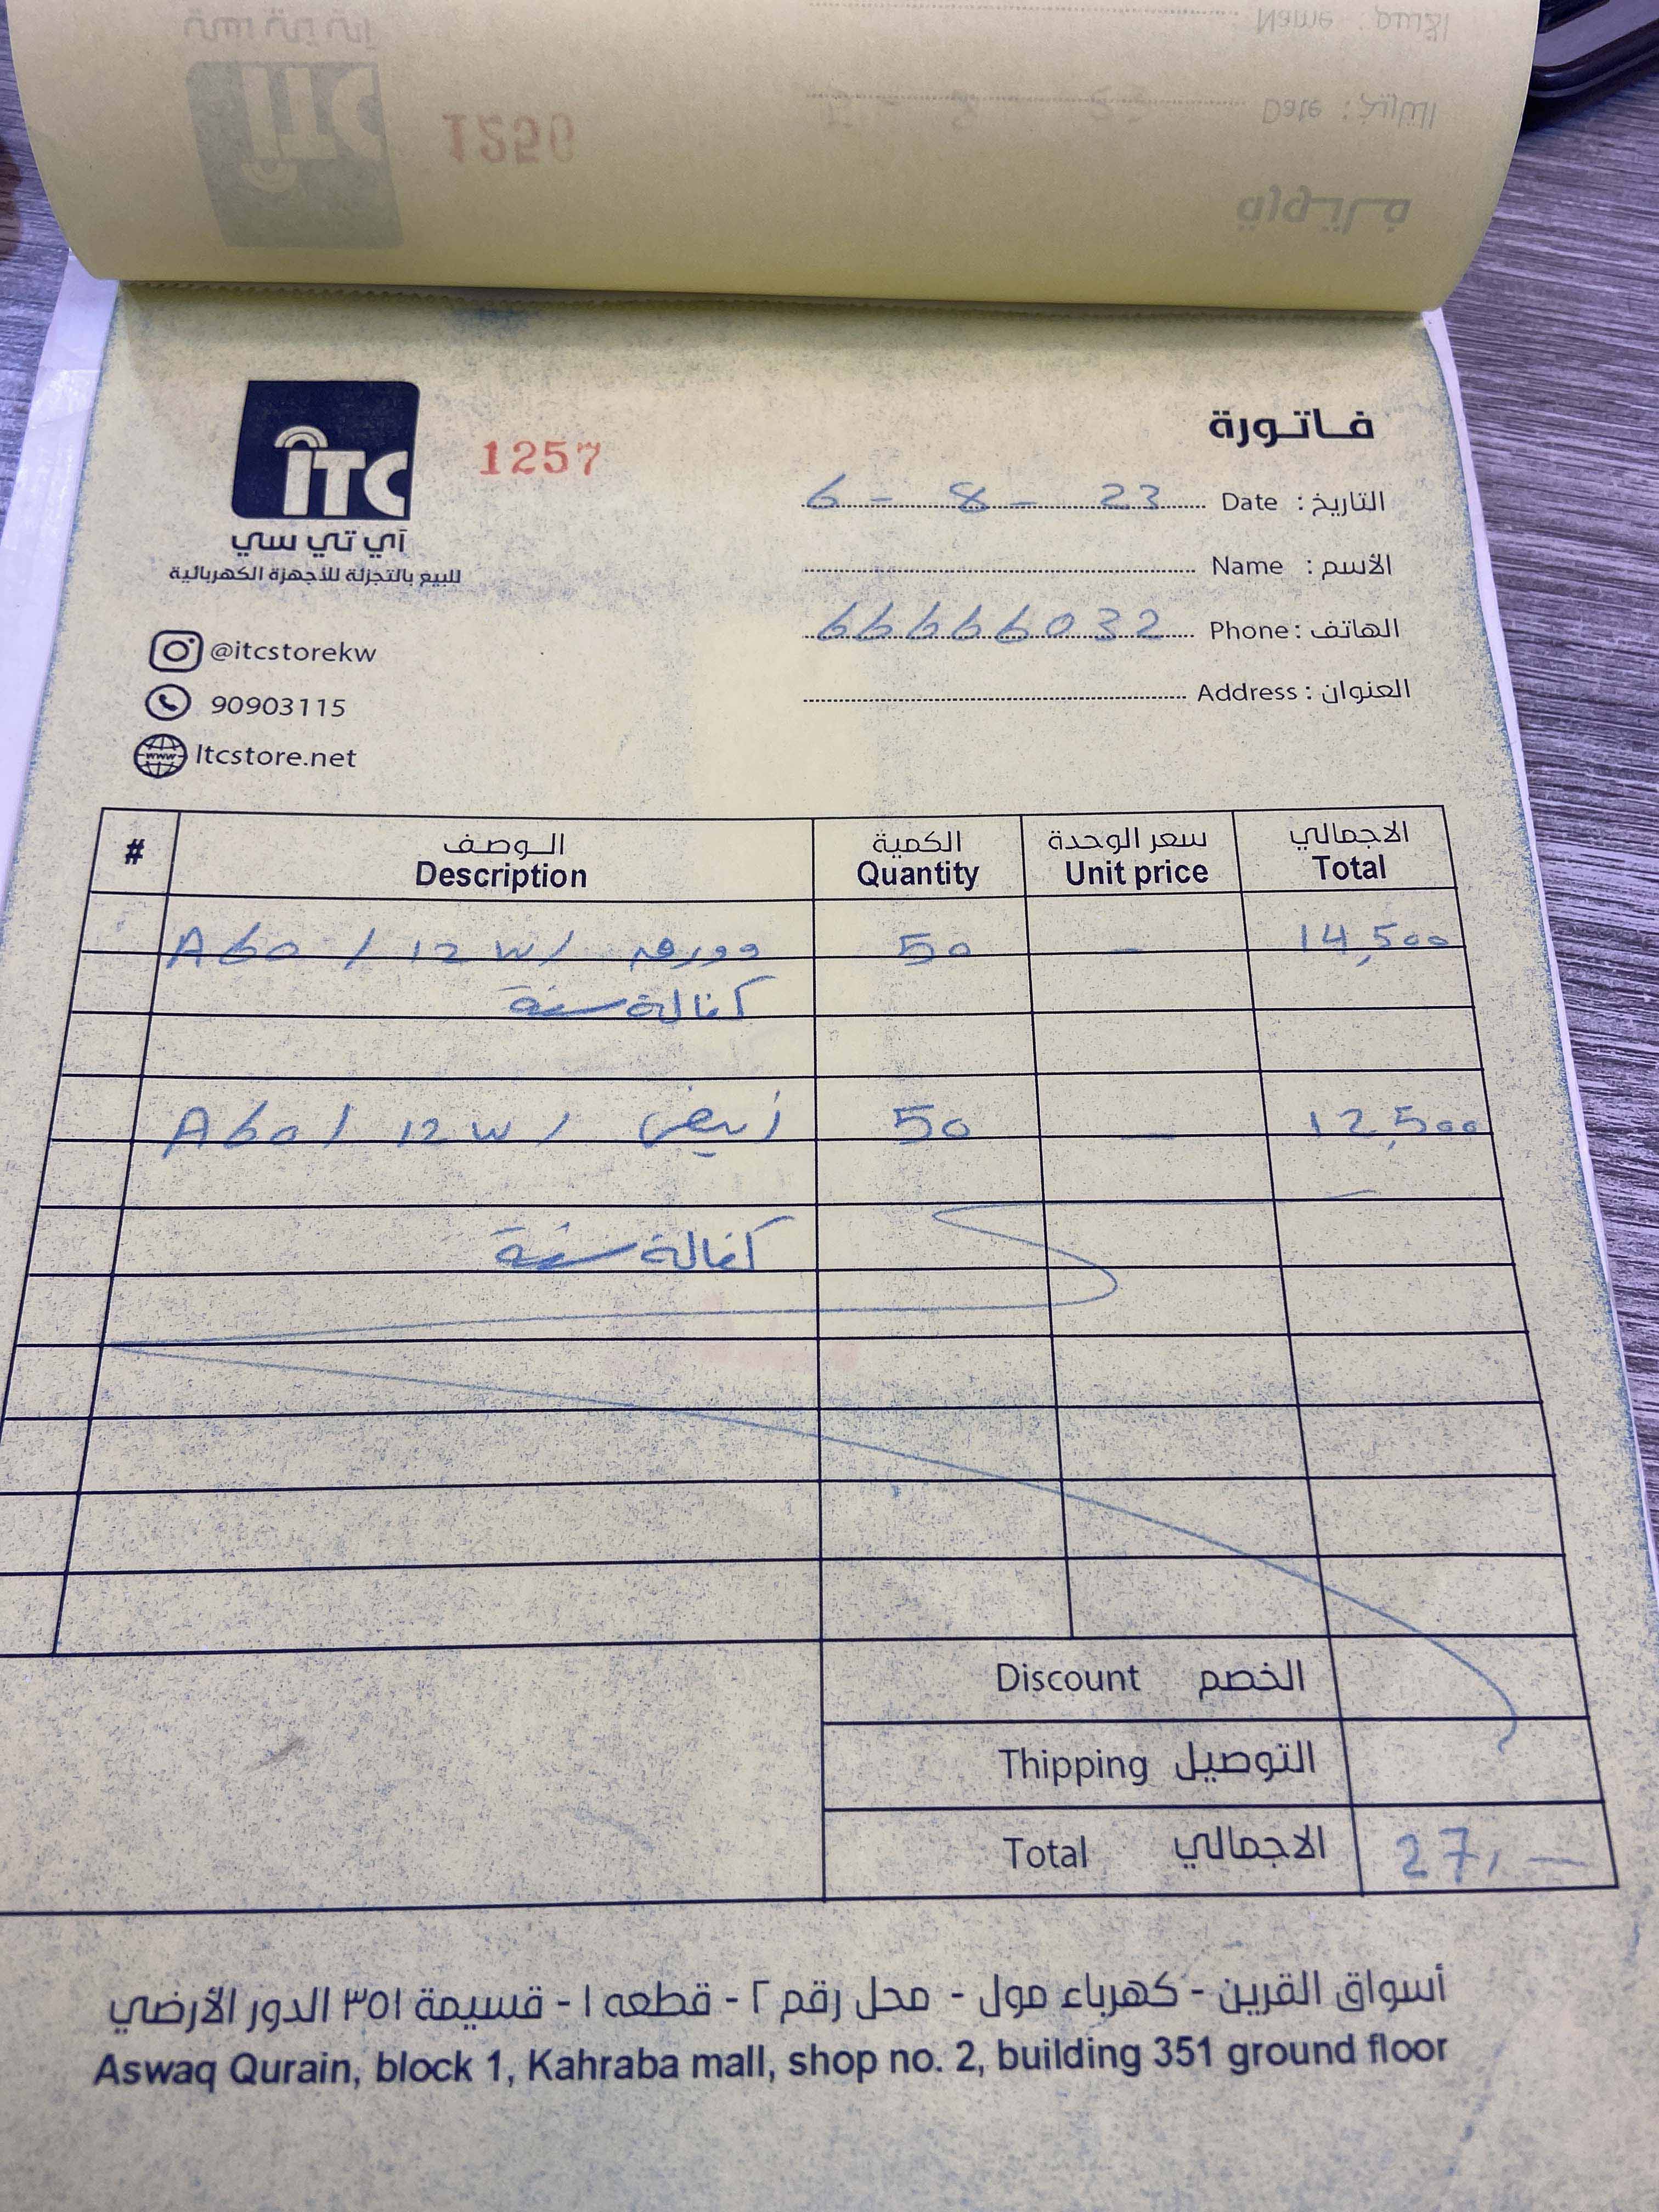 1250
ITC
آي تي سي
للبيع بالتجزئة للأجهزة الكهربائية
1257
فاتورة
التاريخ : Date 6 - 8 - 23
الأسم : Name
الهاتف : Phone 66666032
العنوان : Address
@itcstorekw
90903115
Itcstore.net
# الوصف الكمية سعر الوحدة الاجمالي
Description Quantity Unit price Total
A60 / 12 W / 50 - 14,500
كفالة سنة
A60 / 12 W / 50 - 12,500
كفالة سنة
Discount الخصم
Thipping التوصيل
Total الاجمالي 27,-
أسواق القرين - كهرباء مول - محل رقم ٢ - قطعه ١ - قسيمة ٣٥١ الدور الأرضي
Aswaq Qurain, block 1, Kahraba mall, shop no. 2, building 351 ground floor